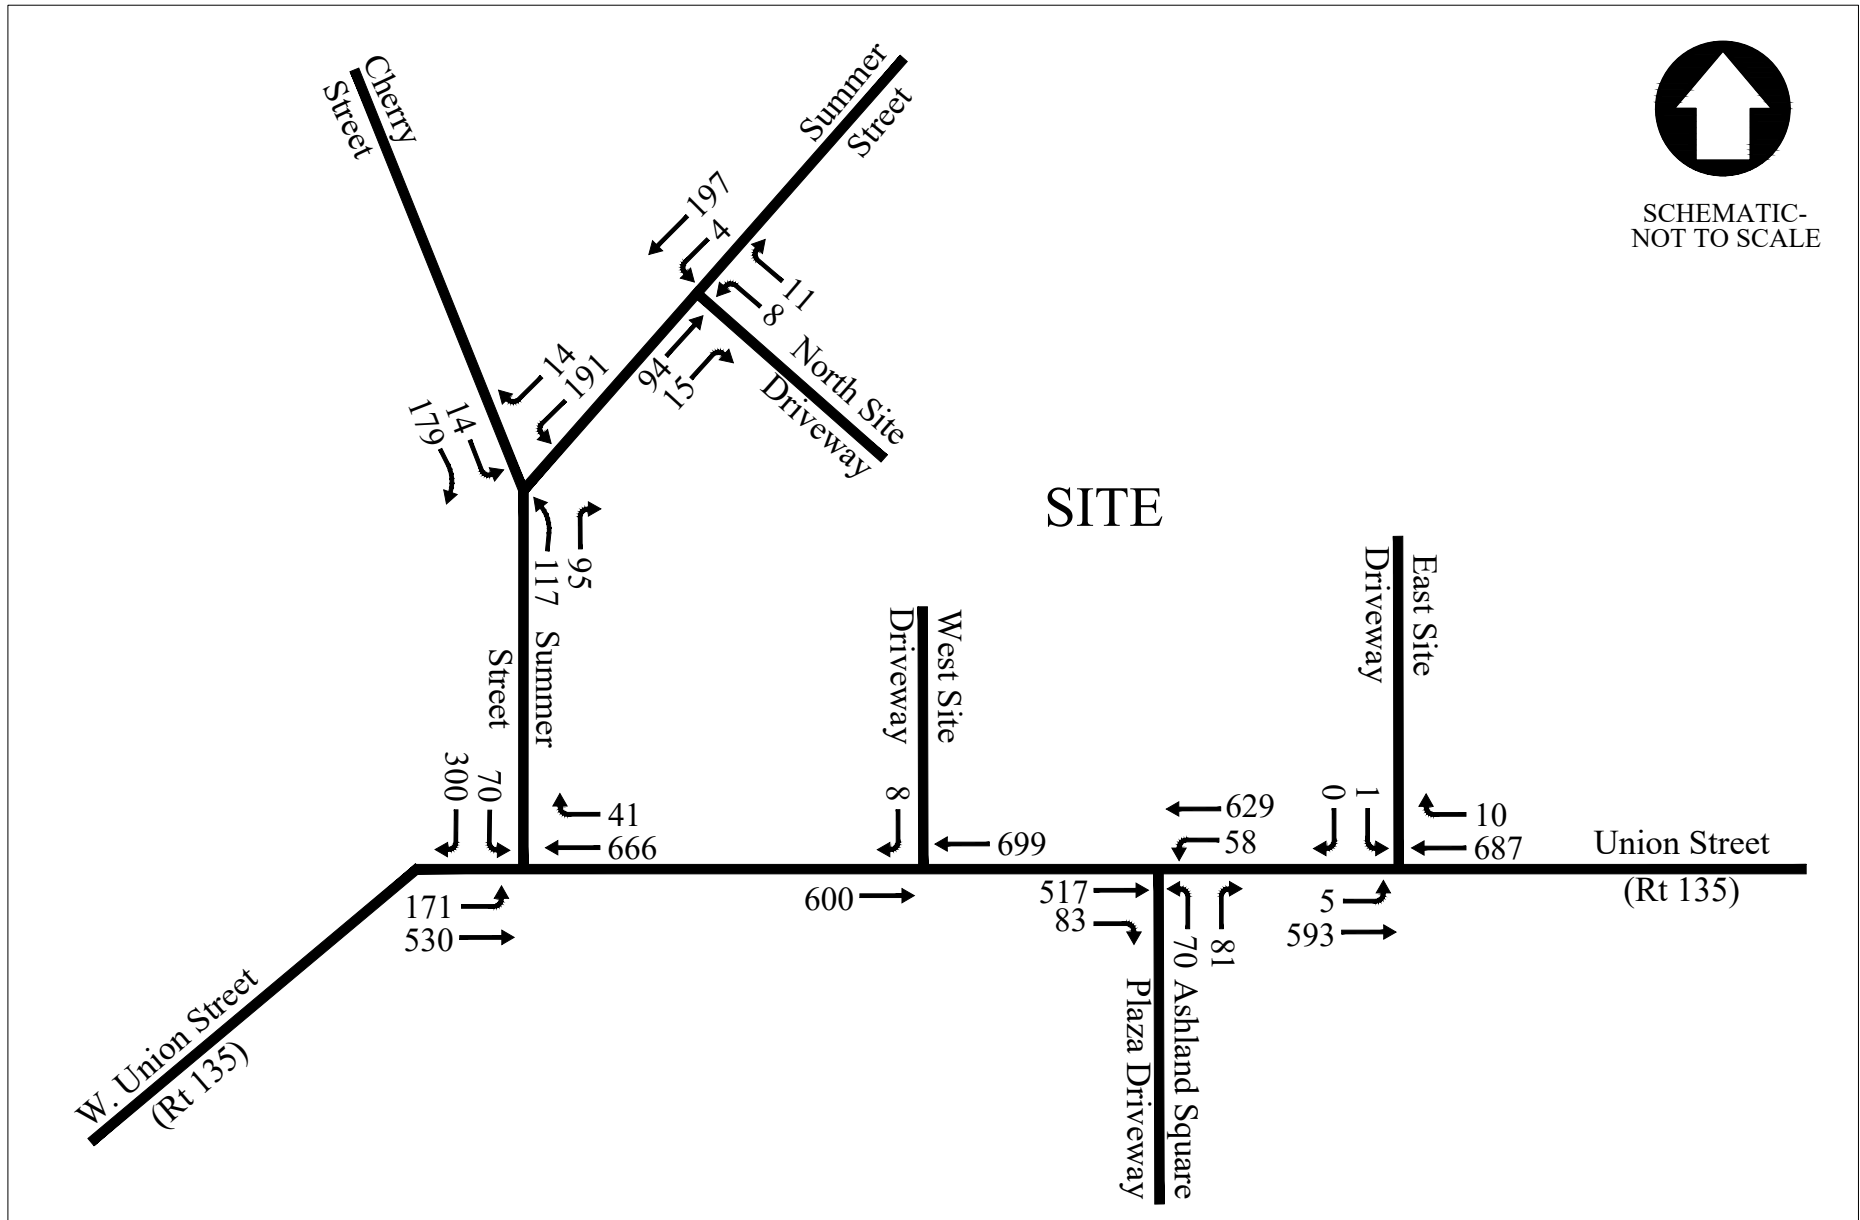 Cherry
Street
Summer
Street
SCHEMATIC-
NOT TO SCALE
197
4
11
8
94
15
North Site
Driveway
14
191
14
179
117
95
SITE
Summer
Street
West Site
Driveway
East Site
Driveway
300
70
41
666
8
699
629
58
0
1
10
687
Union Street
(Rt 135)
171
530
600
517
83
70
81
5
593
Ashland Square
Plaza Driveway
W. Union Street
(Rt 135)